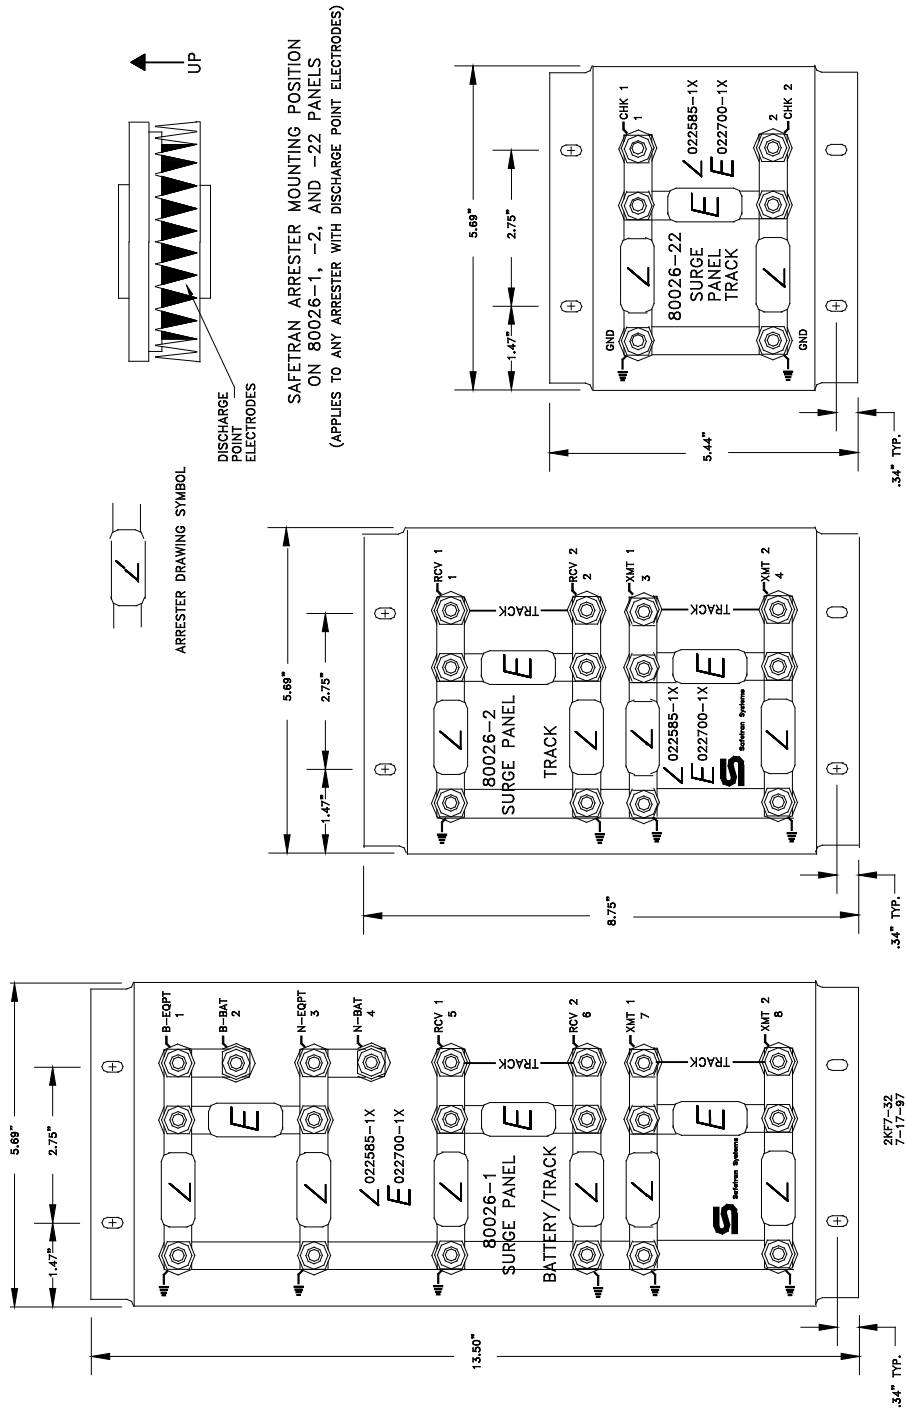 UP
SAFETRAN ARRESTER MOUNTING POSITION
ON 80026-1, -2, AND -22 PANELS
(APPLIES TO ANY ARRESTER WITH DISCHARGE POINT ELECTRODES)
DISCHARGE
POINT
ELECTRODES
ARRESTER DRAWING SYMBOL
L
5.69"
1.47"
2.75"
13.50"
.34" TYP.
B-EQPT
1
B-BAT
2
N-EQPT
3
N-BAT
4
RCV 1
5
RCV 2
6
XMT 1
7
XMT 2
8
TRACK
TRACK
L
E
L
L 022585-1X
E 022700-1X
L
E
L
L
E
L
80026-1
SURGE PANEL
BATTERY/TRACK
Safetran Systems
2KF7-32
7-17-97
5.69"
1.47"
2.75"
8.75"
.34" TYP.
RCV 1
1
RCV 2
2
XMT 1
3
XMT 2
4
TRACK
TRACK
L
E
L
L
E
L
80026-2
SURGE PANEL
TRACK
L 022585-1X
E 022700-1X
Safetran Systems
5.69"
1.47"
2.75"
5.44"
.34" TYP.
CHK 1
1
2
CHK 2
GND
GND
L
E
L
80026-22
SURGE
PANEL
TRACK
L 022585-1X
E 022700-1X